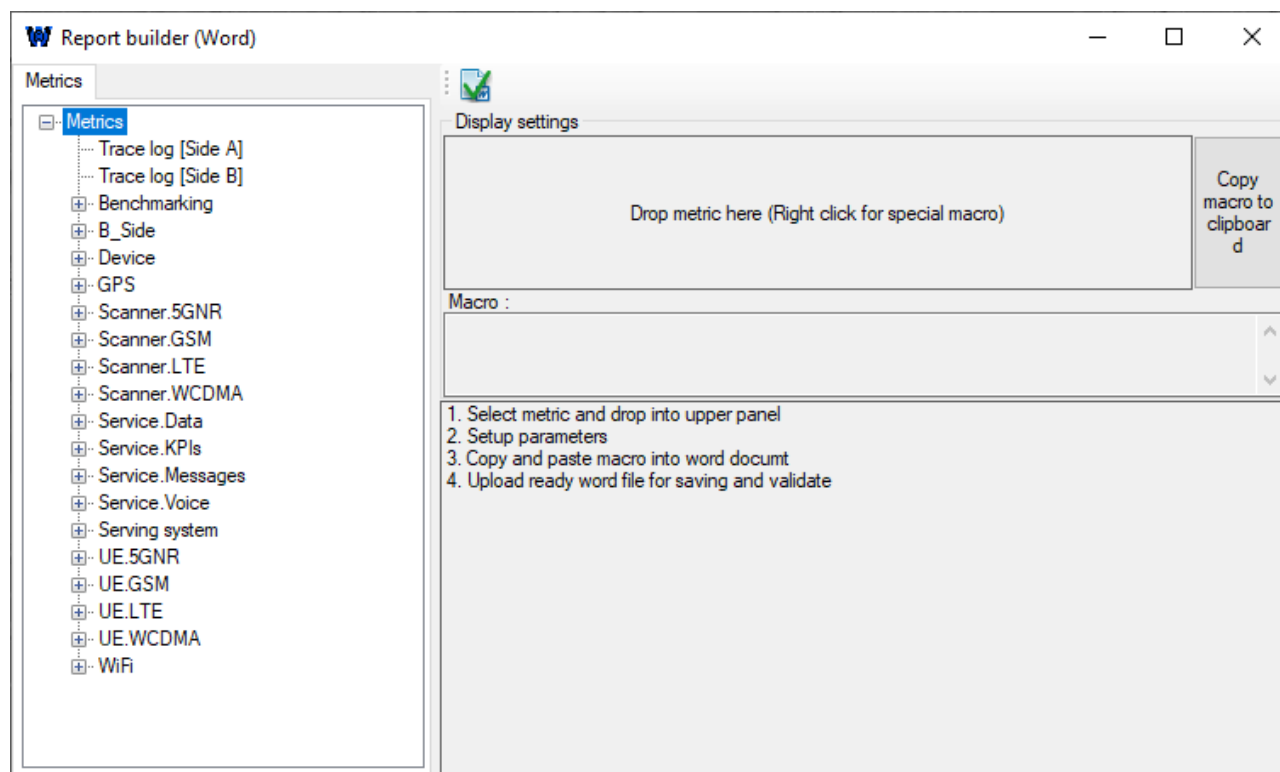 Report builder (Word)
Metrics
Metrics
Trace log [Side A]
Trace log [Side B]
Benchmarking
B_Side
Device
GPS
Scanner.5GNR
Scanner.GSM
Scanner.LTE
Scanner.WCDMA
Service.Data
Service.KPIs
Service.Messages
Service.Voice
Serving system
UE.5GNR
UE.GSM
UE.LTE
UE.WCDMA
WiFi
Display settings
Drop metric here (Right click for special macro)
Copy
macro to
clipboar
d
Macro :
1. Select metric and drop into upper panel
2. Setup parameters
3. Copy and paste macro into word documt
4. Upload ready word file for saving and validate